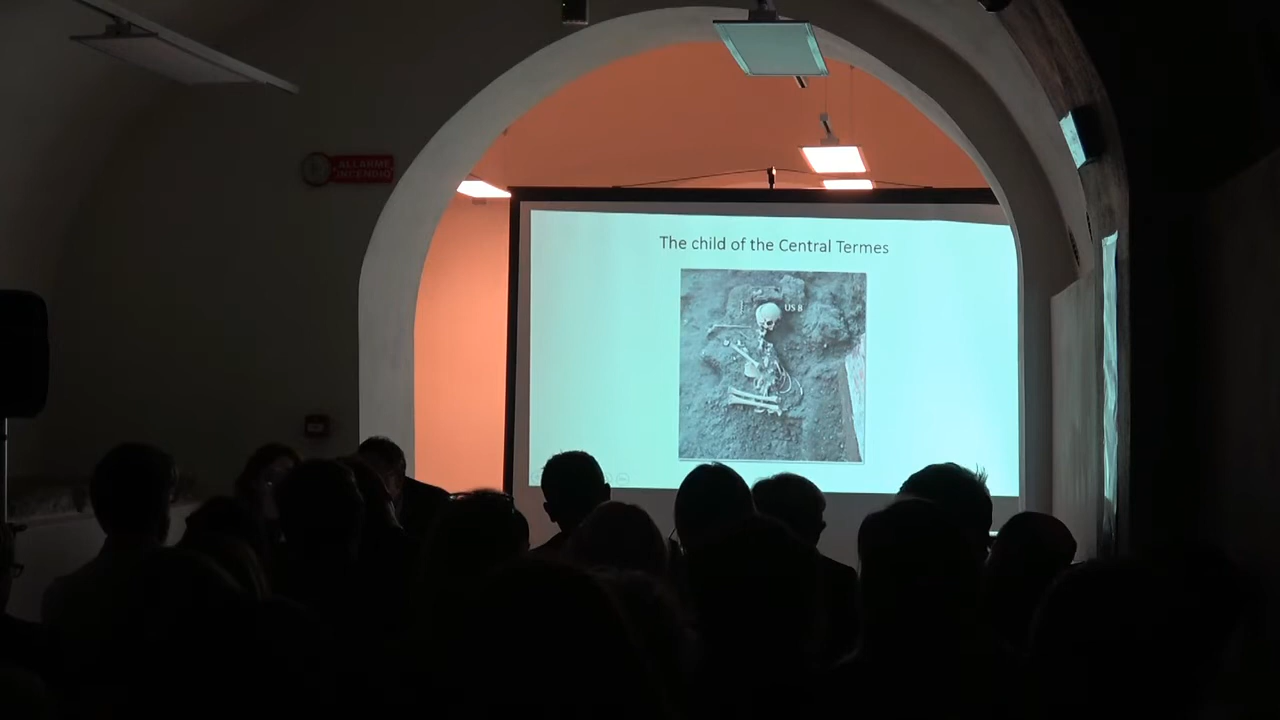 ALLARME
INCENDIO
The child of the Central Termes
US 8